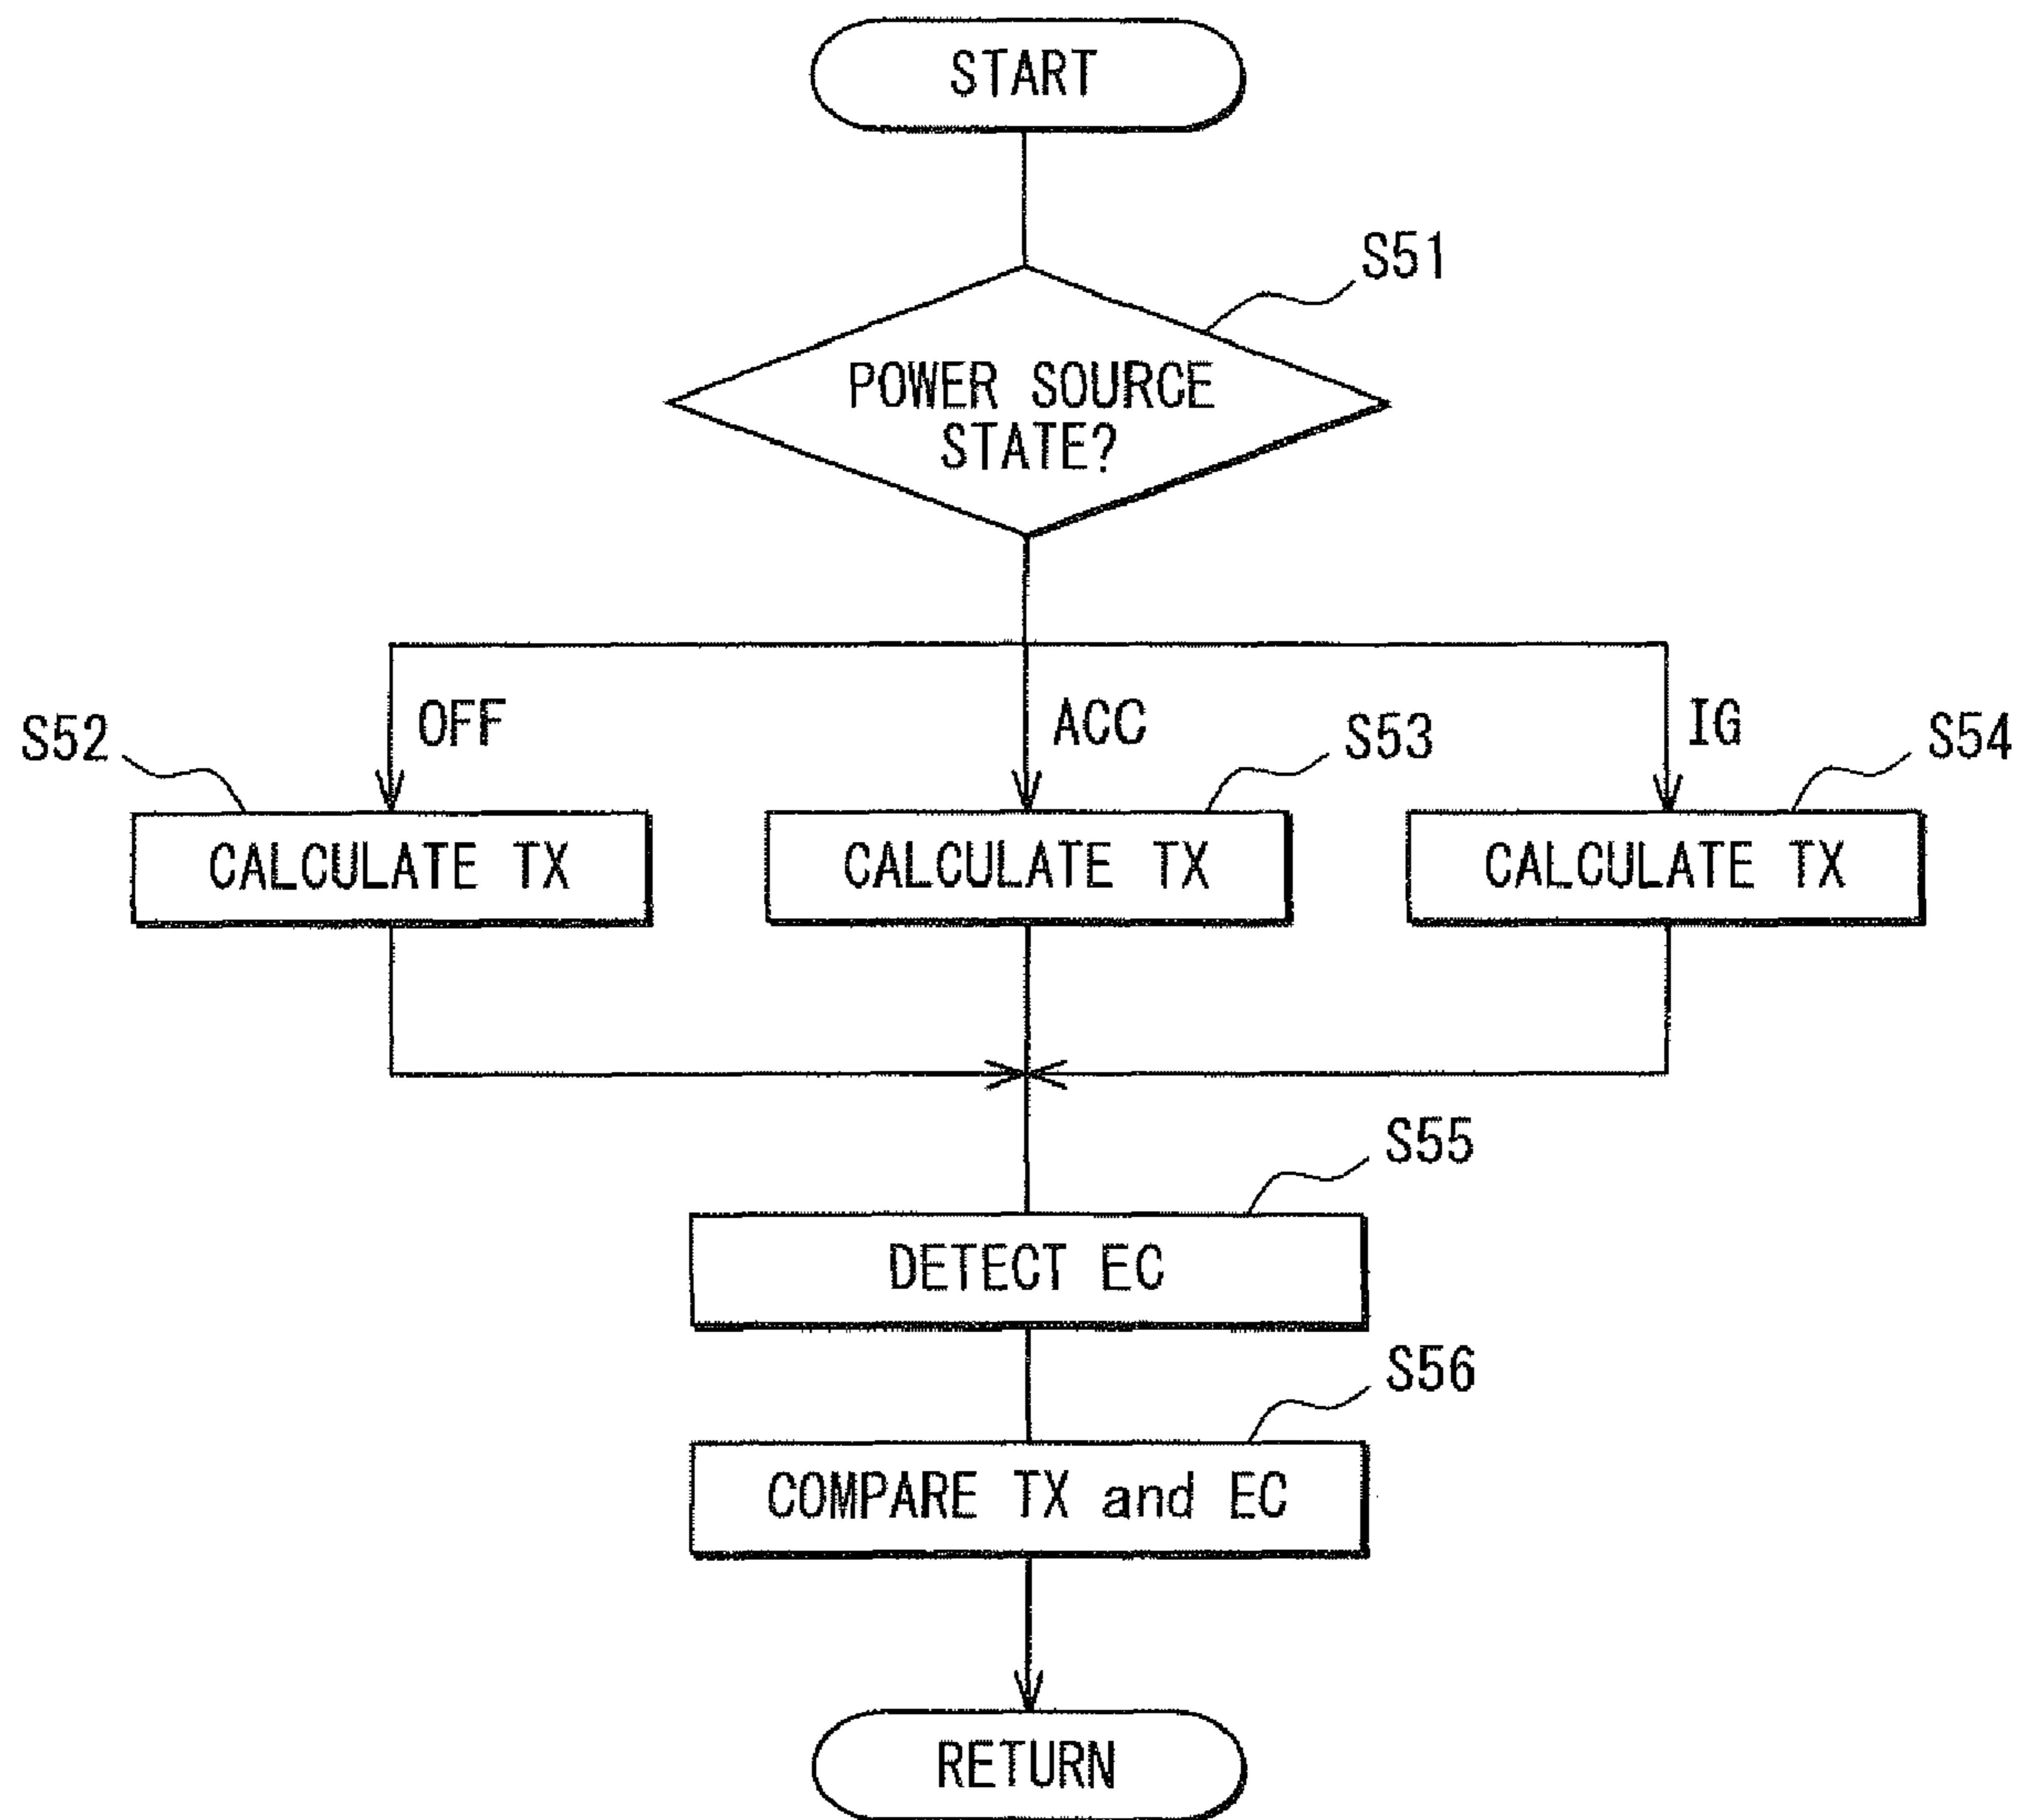 START
S51
POWER SOURCE
STATE?
OFF
ACC
IG
S52
S53
S54
CALCULATE TX
CALCULATE TX
CALCULATE TX
S55
DETECT EC
S56
COMPARE TX and EC
RETURN